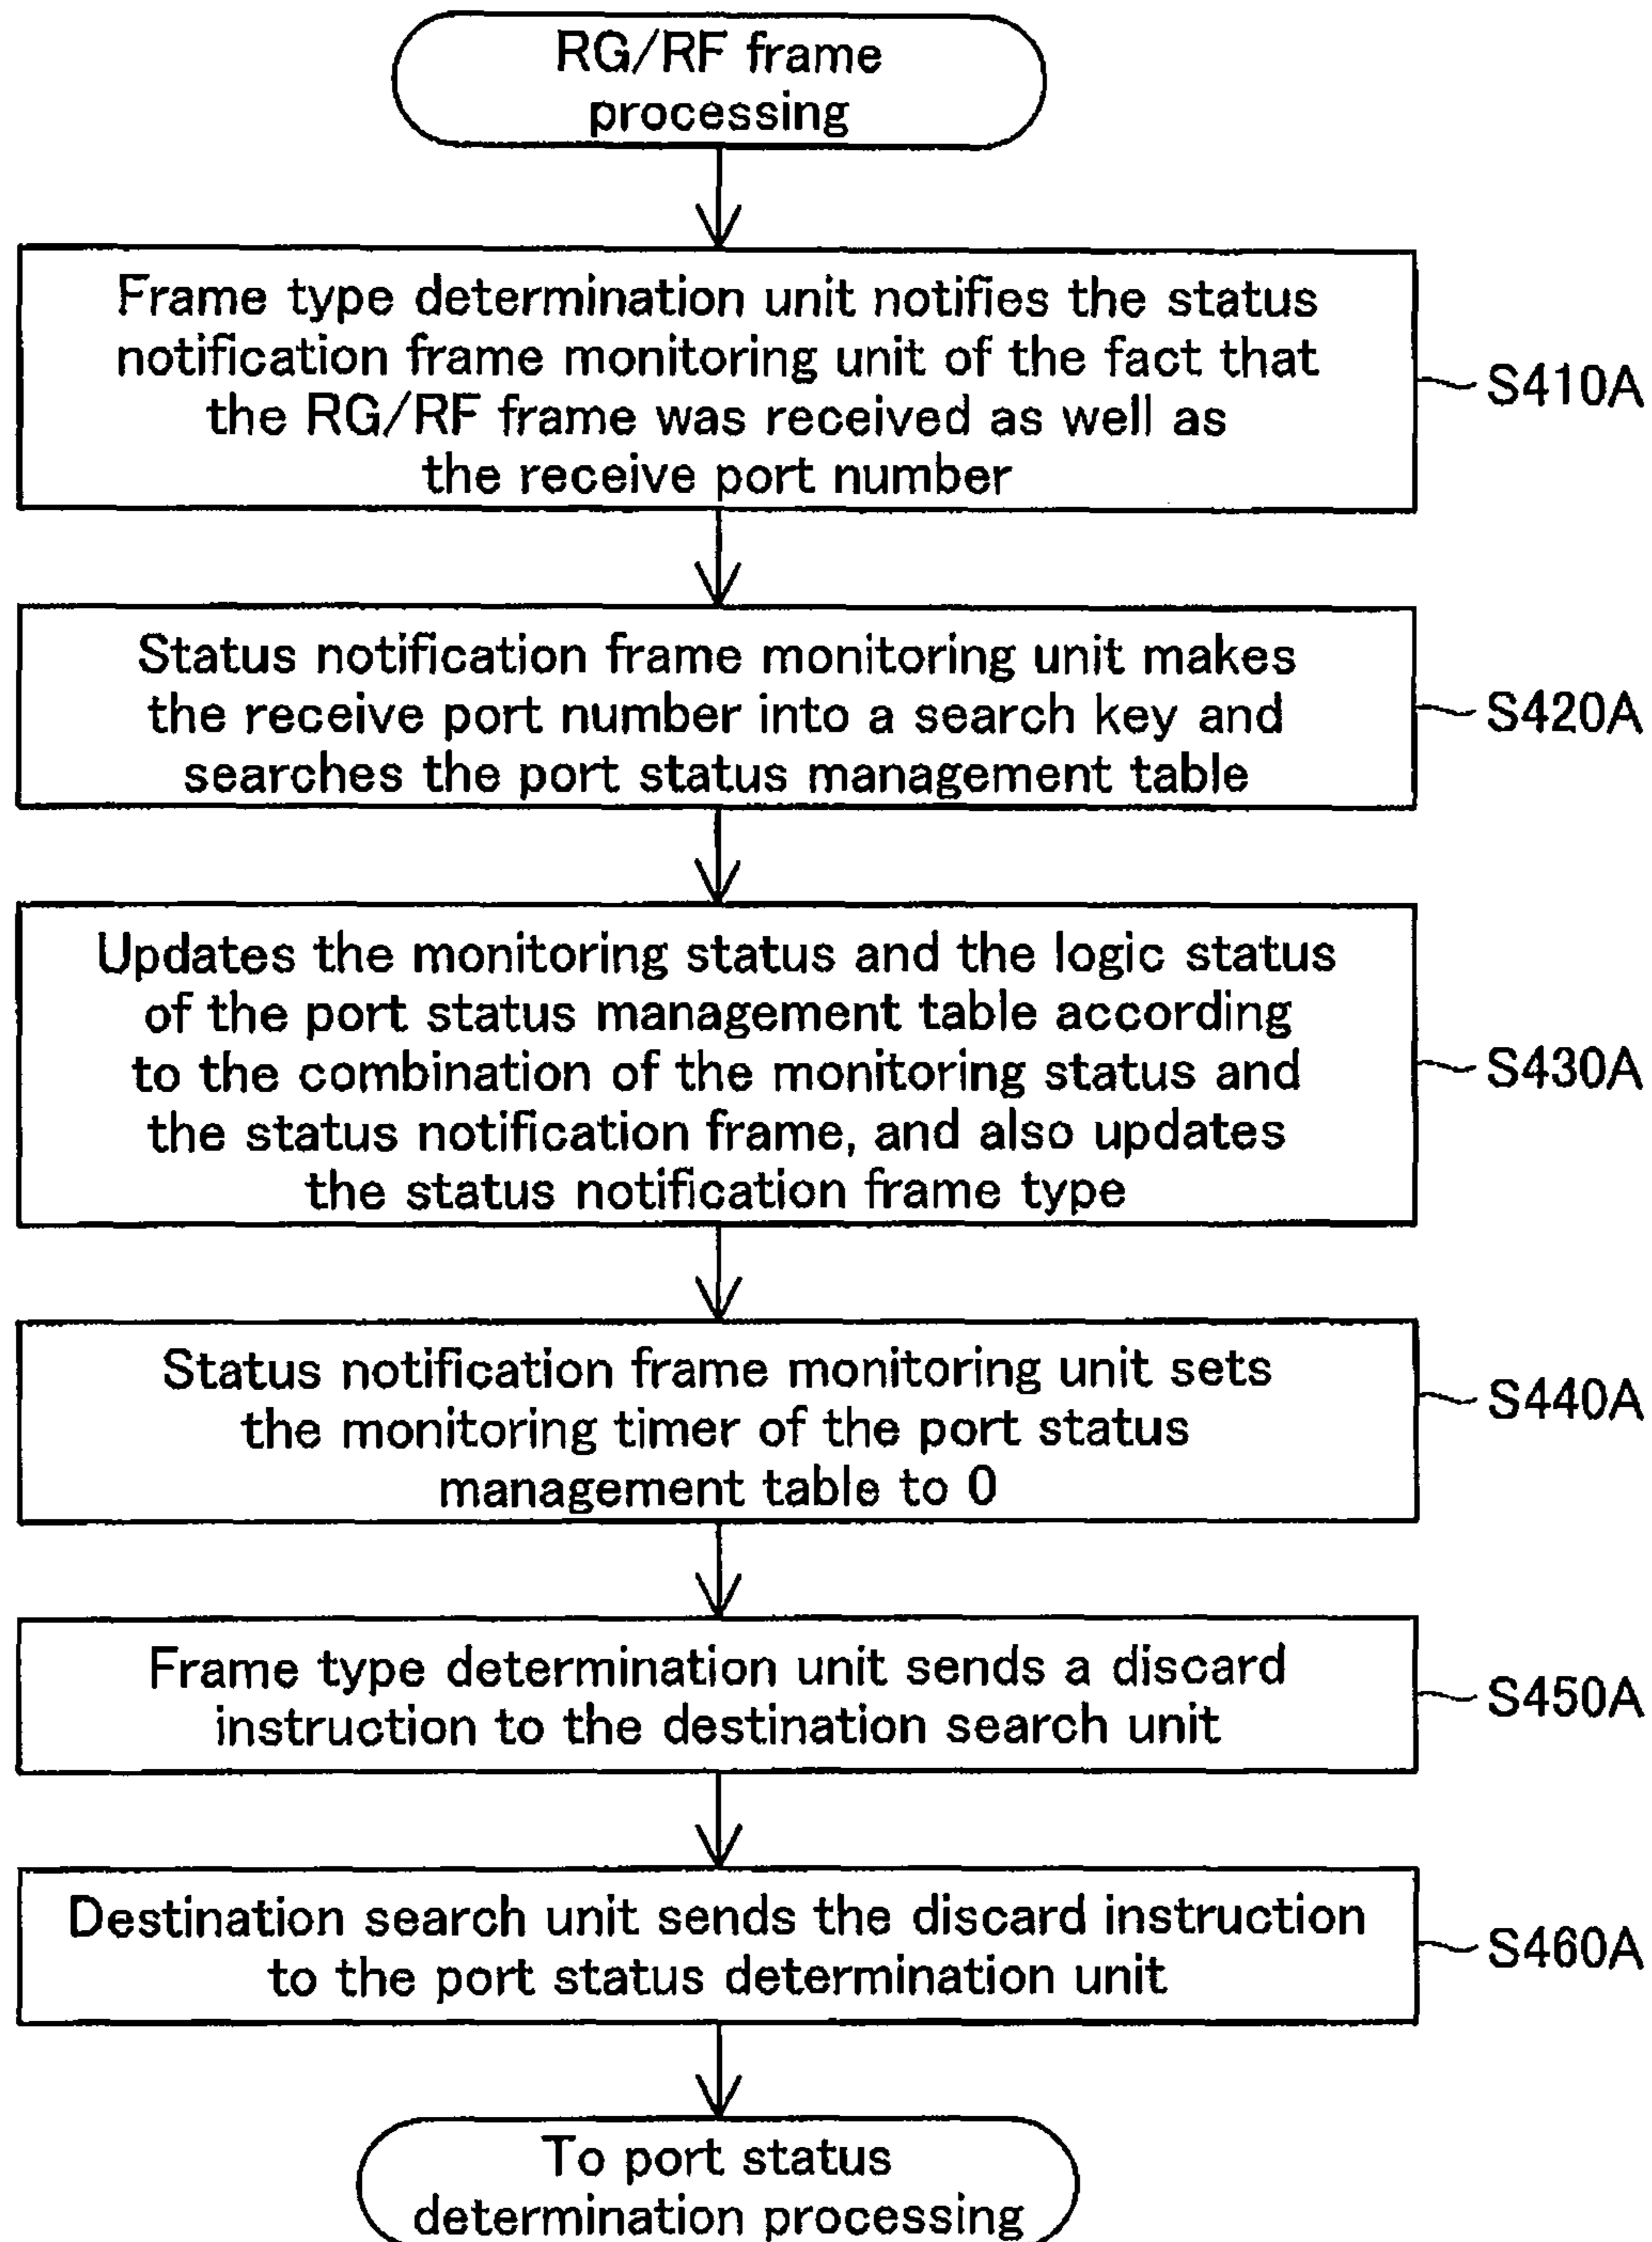 RG/RF frame
processing
Frame type determination unit notifies the status
notification frame monitoring unit of the fact that
the RG/RF frame was received as well as
the receive port number
S410A
Status notification frame monitoring unit makes
the receive port number into a search key and
searches the port status management table
S420A
Updates the monitoring status and the logic status
of the port status management table according
to the combination of the monitoring status and
the status notification frame, and also updates
the status notification frame type
S430A
Status notification frame monitoring unit sets
the monitoring timer of the port status
management table to 0
S440A
Frame type determination unit sends a discard
instruction to the destination search unit
S450A
Destination search unit sends the discard instruction
to the port status determination unit
S460A
To port status
determination processing